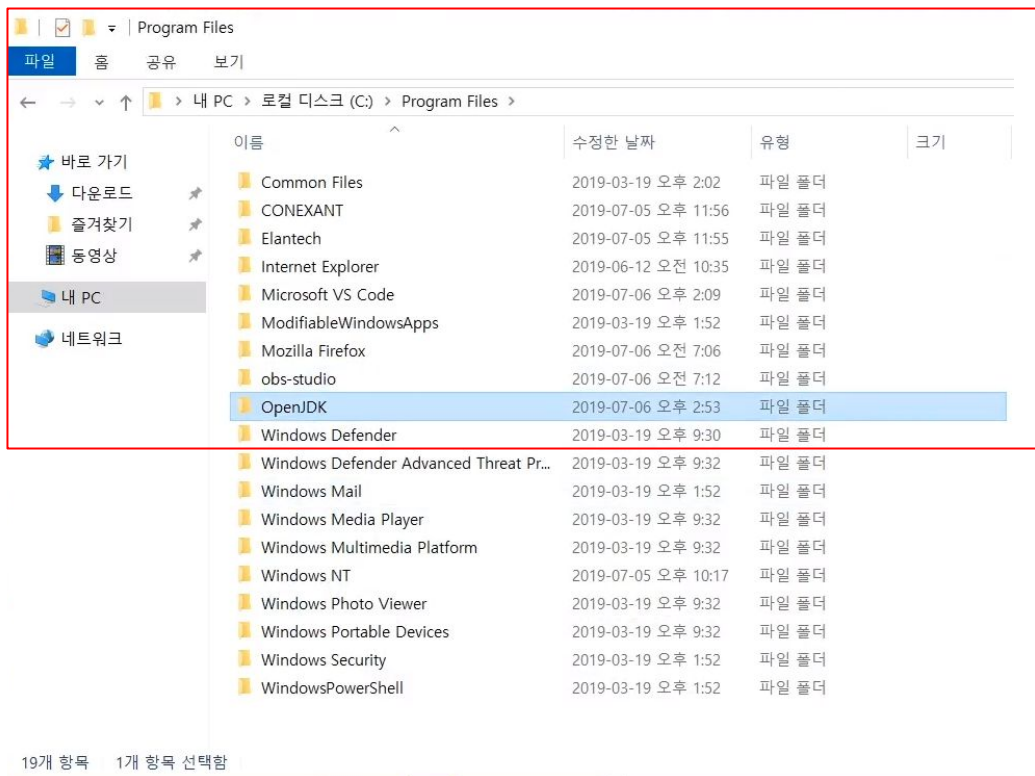 Program Files
파일 홈 공유 보기
내 PC > 로컬 디스크 (C:) > Program Files >
이름 수정한 날짜 유형 크기
바로 가기
다운로드
즐겨찾기
동영상
내 PC
네트워크
Common Files 2019-03-19 오후 2:02 파일 폴더
CONEXANT 2019-07-05 오후 11:56 파일 폴더
Elantech 2019-07-05 오후 11:55 파일 폴더
Internet Explorer 2019-06-12 오전 10:35 파일 폴더
Microsoft VS Code 2019-07-06 오후 2:09 파일 폴더
ModifiableWindowsApps 2019-03-19 오후 1:52 파일 폴더
Mozilla Firefox 2019-07-06 오전 7:06 파일 폴더
obs-studio 2019-07-06 오전 7:12 파일 폴더
OpenJDK 2019-07-06 오후 2:53 파일 폴더
Windows Defender 2019-03-19 오후 9:30 파일 폴더
Windows Defender Advanced Threat Pr... 2019-03-19 오후 9:32 파일 폴더
Windows Mail 2019-03-19 오후 1:52 파일 폴더
Windows Media Player 2019-03-19 오후 9:32 파일 폴더
Windows Multimedia Platform 2019-03-19 오후 9:32 파일 폴더
Windows NT 2019-07-05 오후 10:17 파일 폴더
Windows Photo Viewer 2019-03-19 오후 9:32 파일 폴더
Windows Portable Devices 2019-03-19 오후 9:32 파일 폴더
Windows Security 2019-03-19 오후 1:52 파일 폴더
WindowsPowerShell 2019-03-19 오후 1:52 파일 폴더
19개 항목 1개 항목 선택함